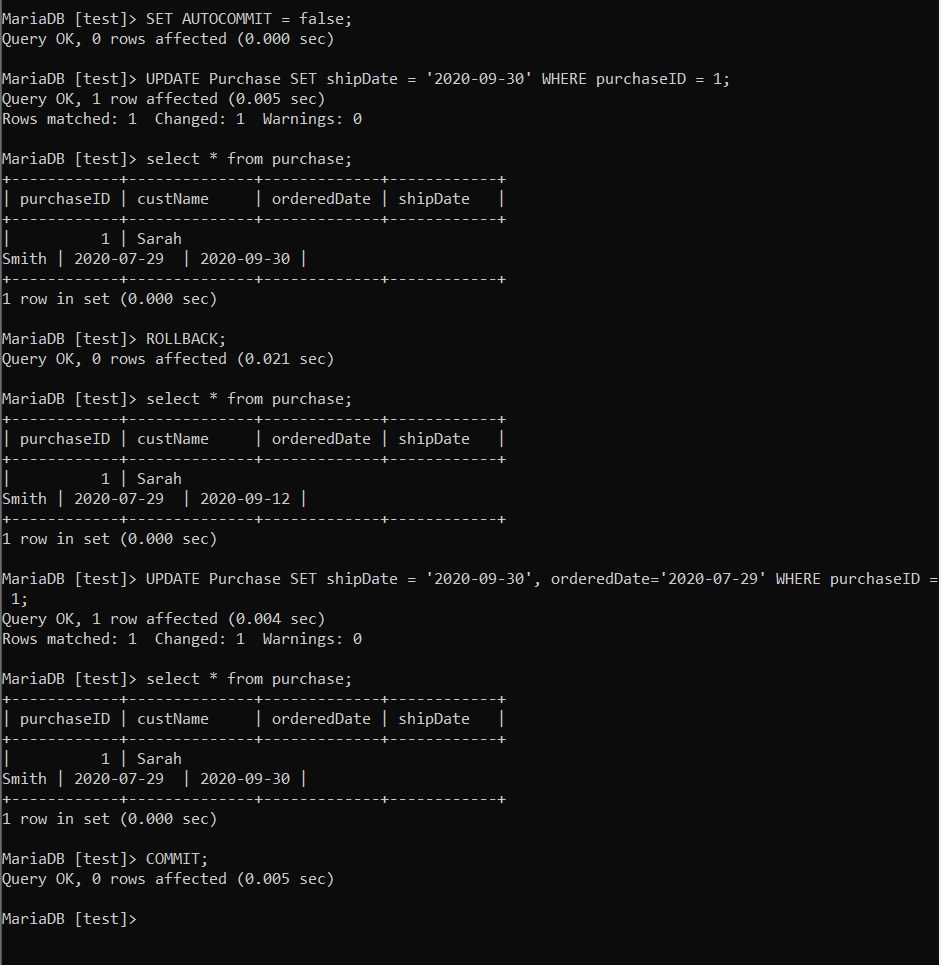 MariaDB [test]> SET AUTOCOMMIT = false;
Query OK, 0 rows affected (0.000 sec)

MariaDB [test]> UPDATE Purchase SET shipDate = '2020-09-30' WHERE purchaseID = 1;
Query OK, 1 row affected (0.005 sec)
Rows matched: 1  Changed: 1  Warnings: 0

MariaDB [test]> select * from purchase;
+------------+--------------+-------------+------------+
| purchaseID | custName     | orderedDate | shipDate   |
+------------+--------------+-------------+------------+
|          1 | Sarah
Smith | 2020-07-29  | 2020-09-30 |
+------------+--------------+-------------+------------+
1 row in set (0.000 sec)

MariaDB [test]> ROLLBACK;
Query OK, 0 rows affected (0.021 sec)

MariaDB [test]> select * from purchase;
+------------+--------------+-------------+------------+
| purchaseID | custName     | orderedDate | shipDate   |
+------------+--------------+-------------+------------+
|          1 | Sarah
Smith | 2020-07-29  | 2020-09-12 |
+------------+--------------+-------------+------------+
1 row in set (0.000 sec)

MariaDB [test]> UPDATE Purchase SET shipDate = '2020-09-30', orderedDate='2020-07-29' WHERE purchaseID =
 1;
Query OK, 1 row affected (0.004 sec)
Rows matched: 1  Changed: 1  Warnings: 0

MariaDB [test]> select * from purchase;
+------------+--------------+-------------+------------+
| purchaseID | custName     | orderedDate | shipDate   |
+------------+--------------+-------------+------------+
|          1 | Sarah
Smith | 2020-07-29  | 2020-09-30 |
+------------+--------------+-------------+------------+
1 row in set (0.000 sec)

MariaDB [test]> COMMIT;
Query OK, 0 rows affected (0.005 sec)

MariaDB [test]>